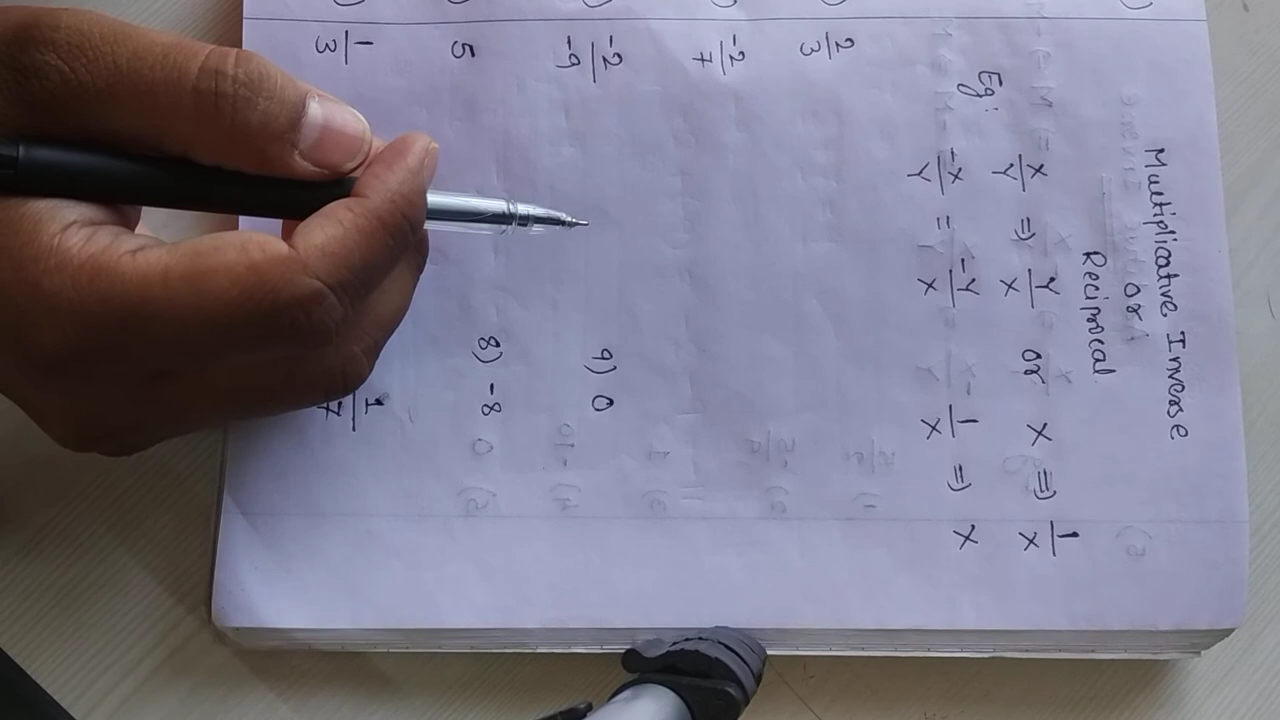 Multiplicative Inverse
or
Reciprocal
Eg: x/y ⇒ y/x or x ⇒ 1/x
-x/y = -y/x 1/x ⇒ x
2/3
-2/7
-2/-9 9) 0
5 8) -8
1/3 1/7